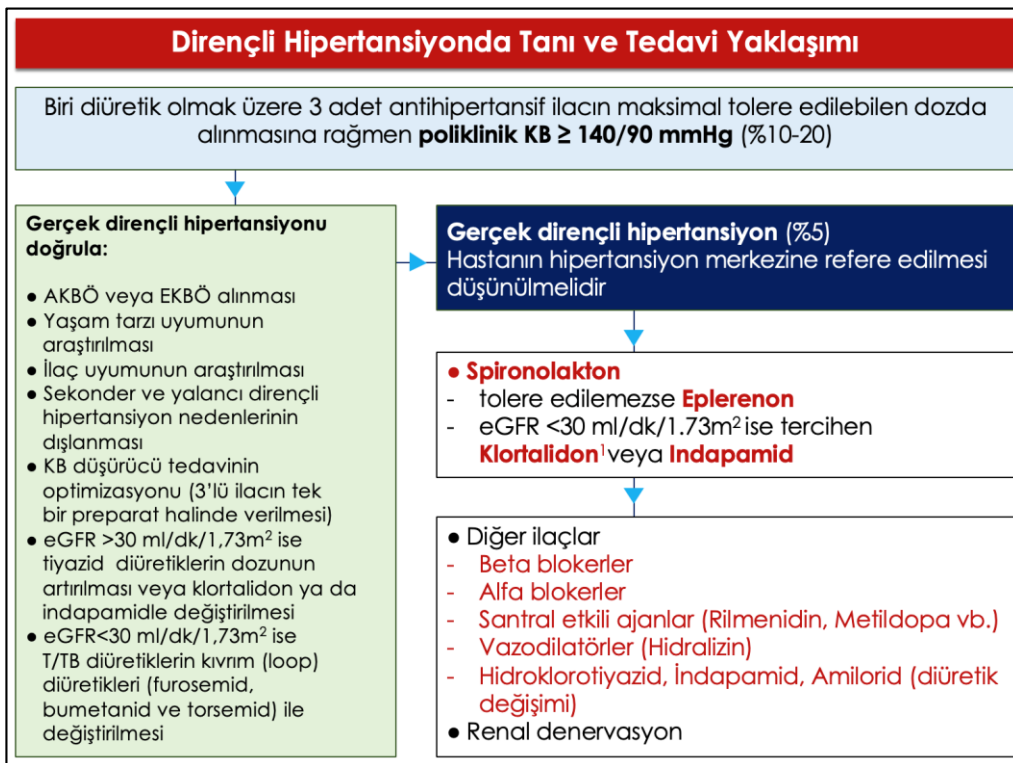 Dirençli Hipertansiyonda Tanı ve Tedavi Yaklaşımı
Biri diüretik olmak üzere 3 adet antihipertansif ilacın maksimal tolere edilebilen dozda
alınmasına rağmen poliklinik KB ≥ 140/90 mmHg (%10-20)
Gerçek dirençli hipertansiyonu
doğrula:
● AKBÖ veya EKBÖ alınması
● Yaşam tarzı uyumunun
araştırılması
● İlaç uyumunun araştırılması
● Sekonder ve yalancı dirençli
hipertansiyon nedenlerinin
dışlanması
● KB düşürücü tedavinin
optimizasyonu (3'lü ilacın tek
bir preparat halinde verilmesi)
● eGFR >30 ml/dk/1,73m² ise
tiyazid diüretiklerin dozunun
artırılması veya klortalidon ya da
indapamidle değiştirilmesi
● eGFR<30 ml/dk/1,73m² ise
T/TB diüretiklerin kıvrım (loop)
diüretikleri (furosemid,
bumetanid ve torsemid) ile
değiştirilmesi
Gerçek dirençli hipertansiyon (%5)
Hastanın hipertansiyon merkezine refere edilmesi
düşünülmelidir
● Spironolakton
- tolere edilemezse Eplerenon
- eGFR <30 ml/dk/1.73m² ise tercihen
Klortalidon¹ veya Indapamid
● Diğer ilaçlar
- Beta blokerler
- Alfa blokerler
- Santral etkili ajanlar (Rilmenidin, Metildopa vb.)
- Vazodilatörler (Hidralizin)
- Hidroklorotiyazid, İndapamid, Amilorid (diüretik
değişimi)
● Renal denervasyon